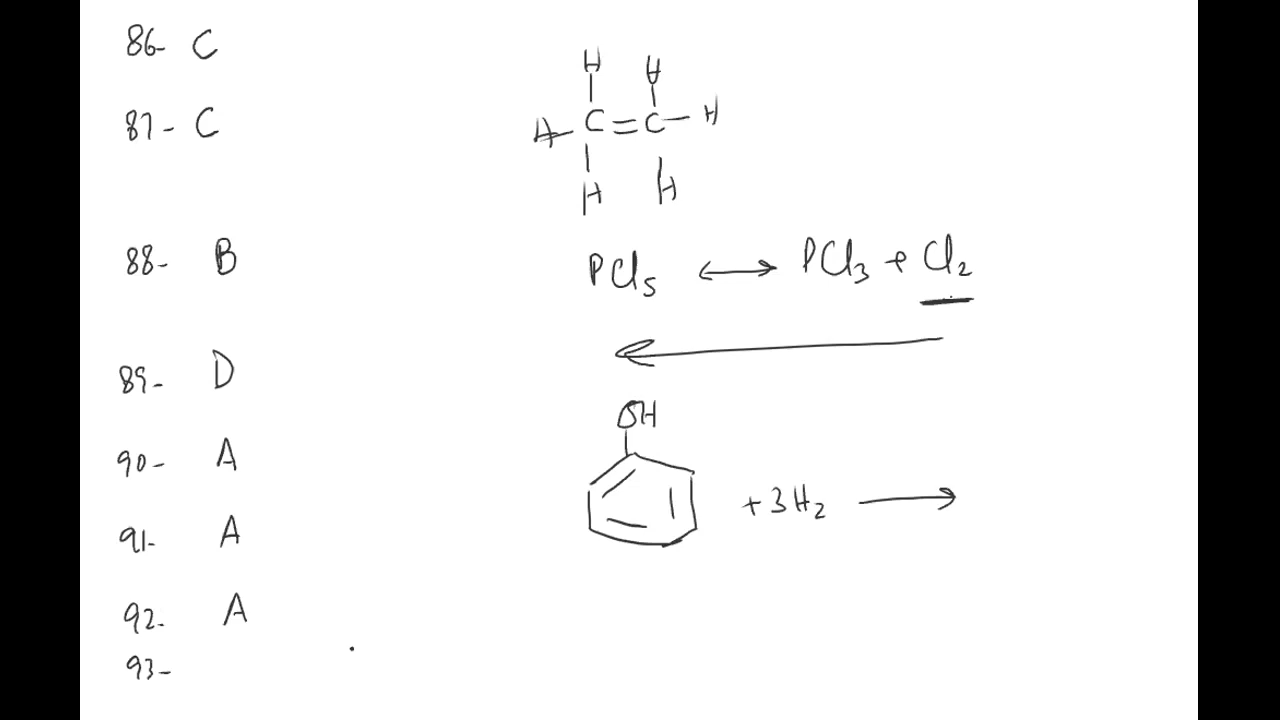 86- C
87- C
H H
H C=C-H
H H
88- B
PCl5 ⟷ PCl3 + Cl2
89- D
OH
90- A
+3H2 ⟶
91- A
92- A
93-